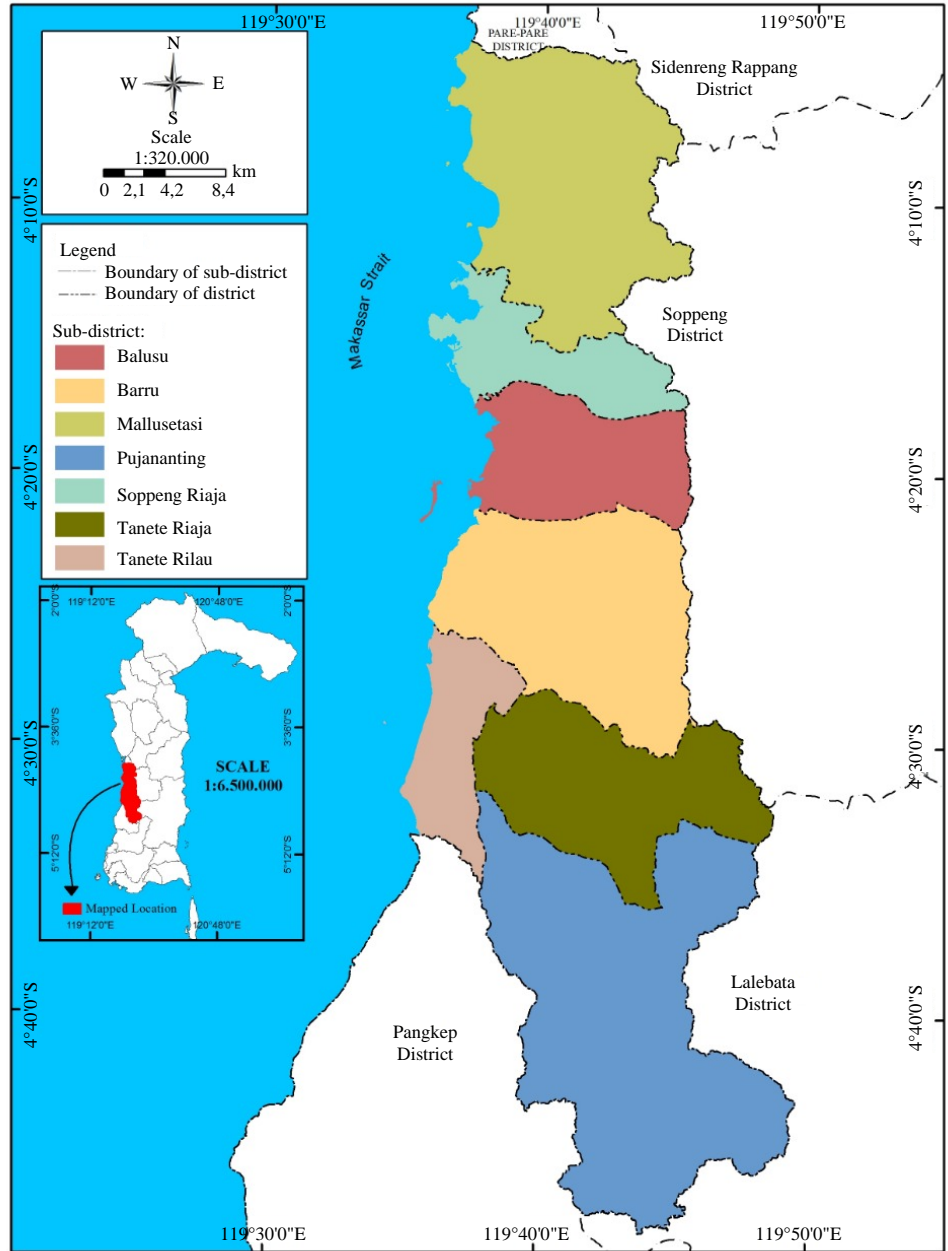 119°30'0"E
119°40'0"E
119°50'0"E
PARE-PARE
DISTRICT
Sidenreng Rappang
District
N
W
E
S
Scale
1:320.000
km
0 2,1 4,2 8,4
4°10'0"S
4°10'0"S
Legend
Boundary of sub-district
Boundary of district
Sub-district:
Balusu
Barru
Mallusetasi
Pujananting
Soppeng Riaja
Tanete Riaja
Tanete Rilau
Makassar Strait
Soppeng
District
4°20'0"S
4°20'0"S
119°12'0"E
120°48'0"E
2°0'0"S
2°0'0"S
3°36'0"S
3°36'0"S
SCALE
1:6.500.000
5°12'0"S
5°12'0"S
Mapped Location
119°12'0"E
120°48'0"E
4°30'0"S
4°30'0"S
Lalebata
District
Pangkep
District
4°40'0"S
4°40'0"S
119°30'0"E
119°40'0"E
119°50'0"E